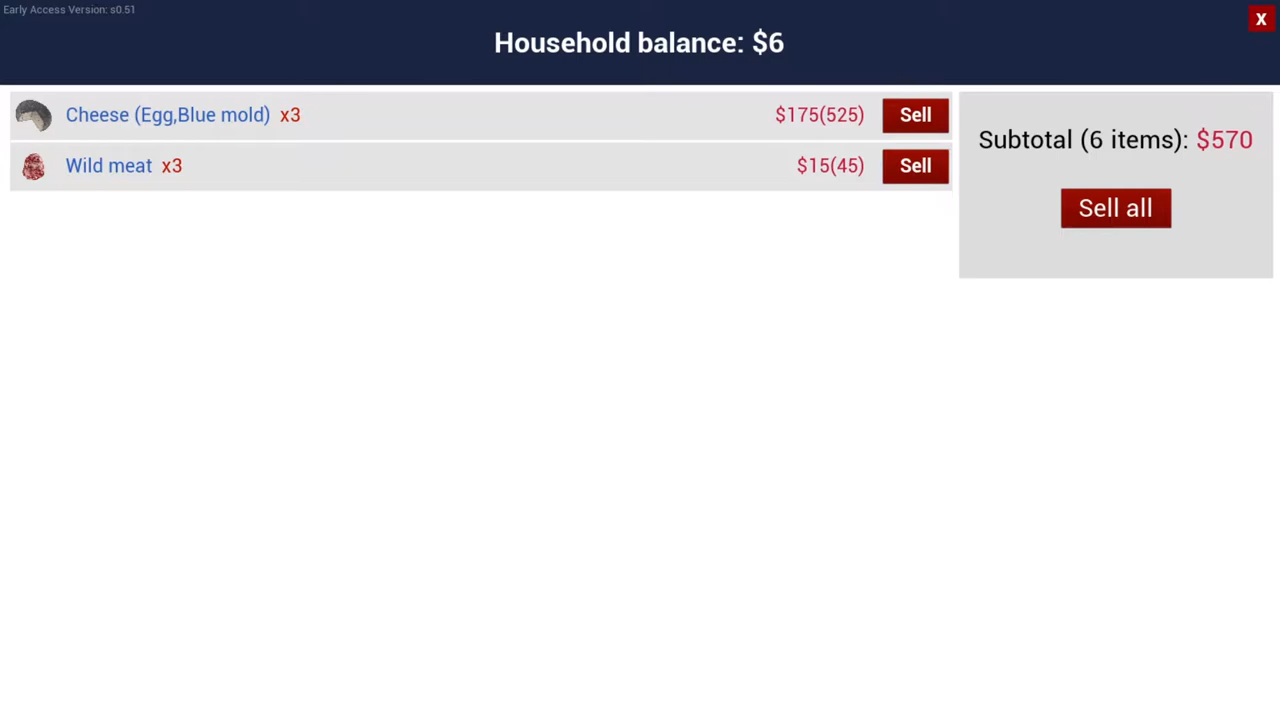 Early Access Version: s0.51
X
Household balance: $6
Cheese (Egg,Blue mold) x3 $175(525) Sell
Wild meat x3 $15(45) Sell
Subtotal (6 items): $570
Sell all